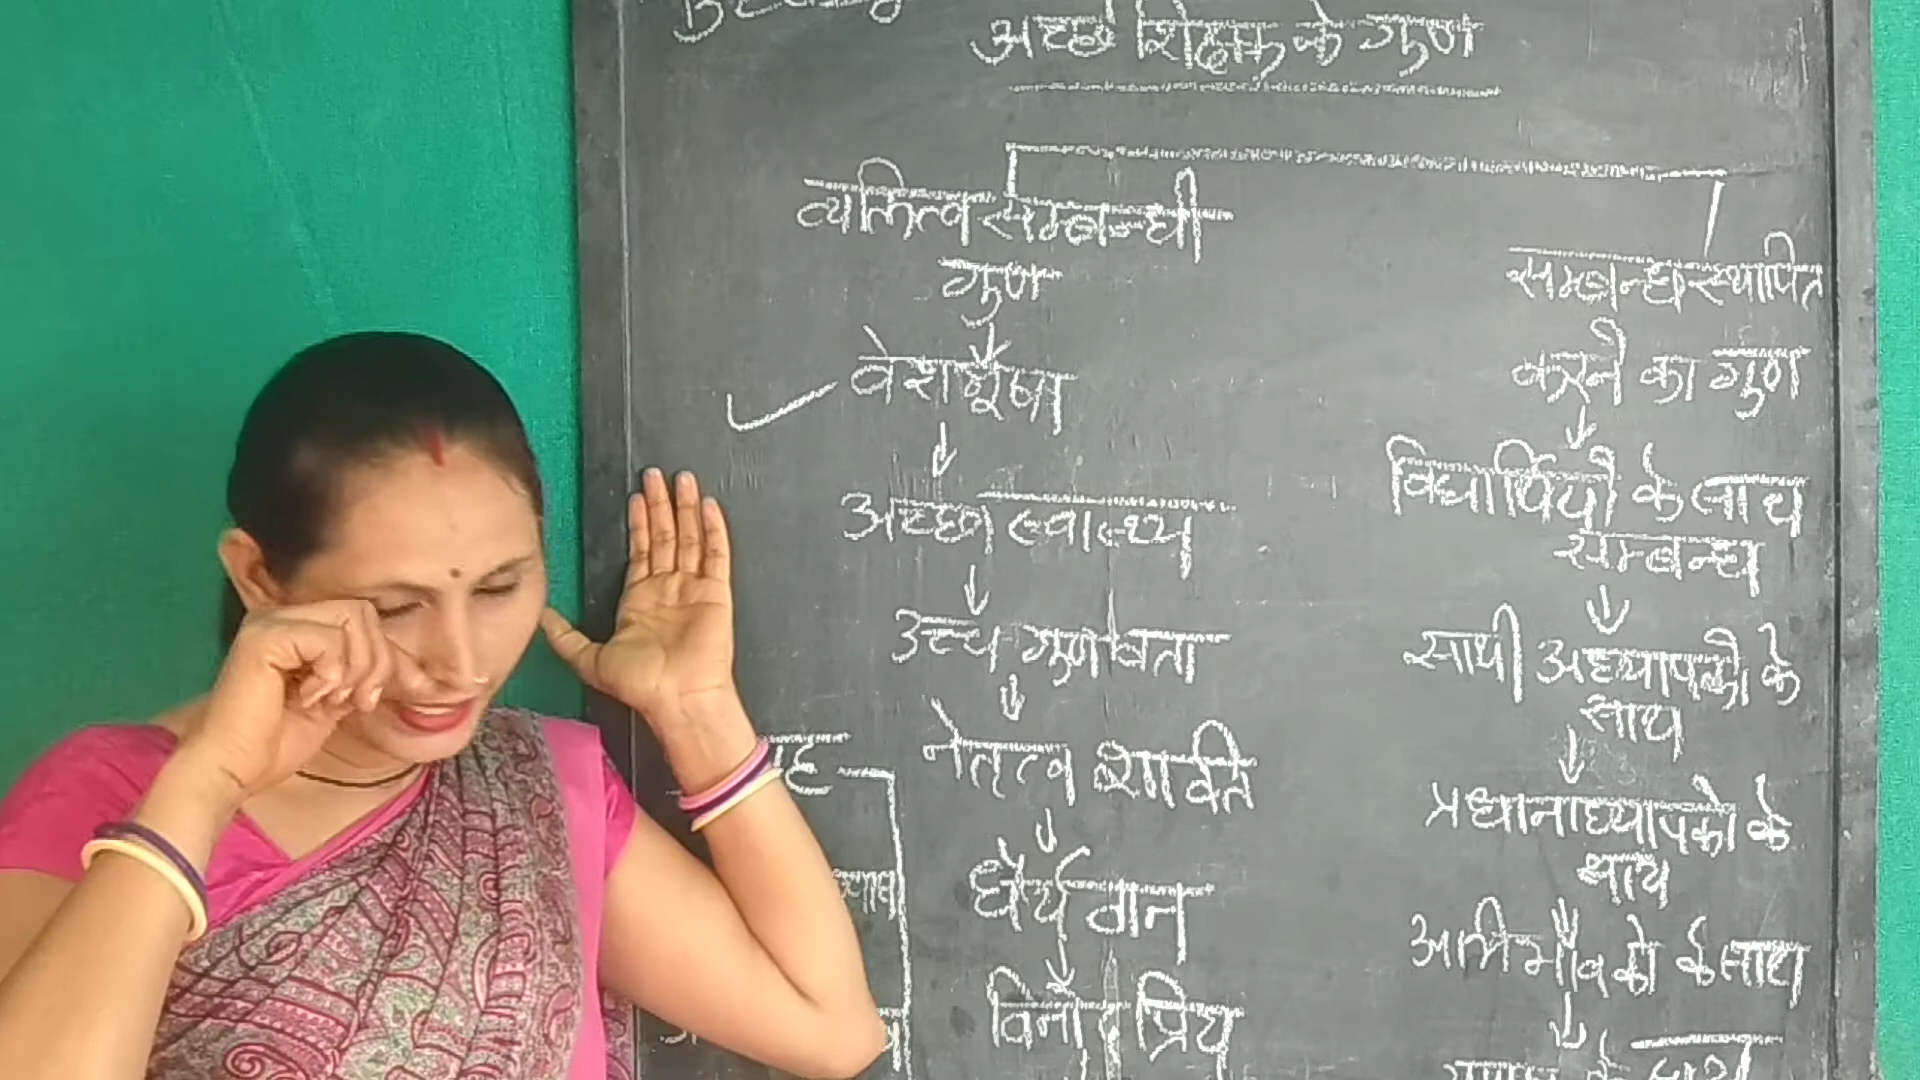 अच्छे शिक्षक के गुण
व्यक्तित्व सम्बन्धी
गुण
वेशभूषा
अच्छा स्वास्थ्य
उच्च गुणवत्ता
नेतृत्व शक्ति
धैर्यवान
विनोद प्रिय
सम्बन्ध स्थापित
करने का गुण
विधार्थियों के साथ
सम्बन्ध
साथी अध्यापकों के
साथ
प्रधानाध्यापकों के
साथ
अभिभावकों के साथ